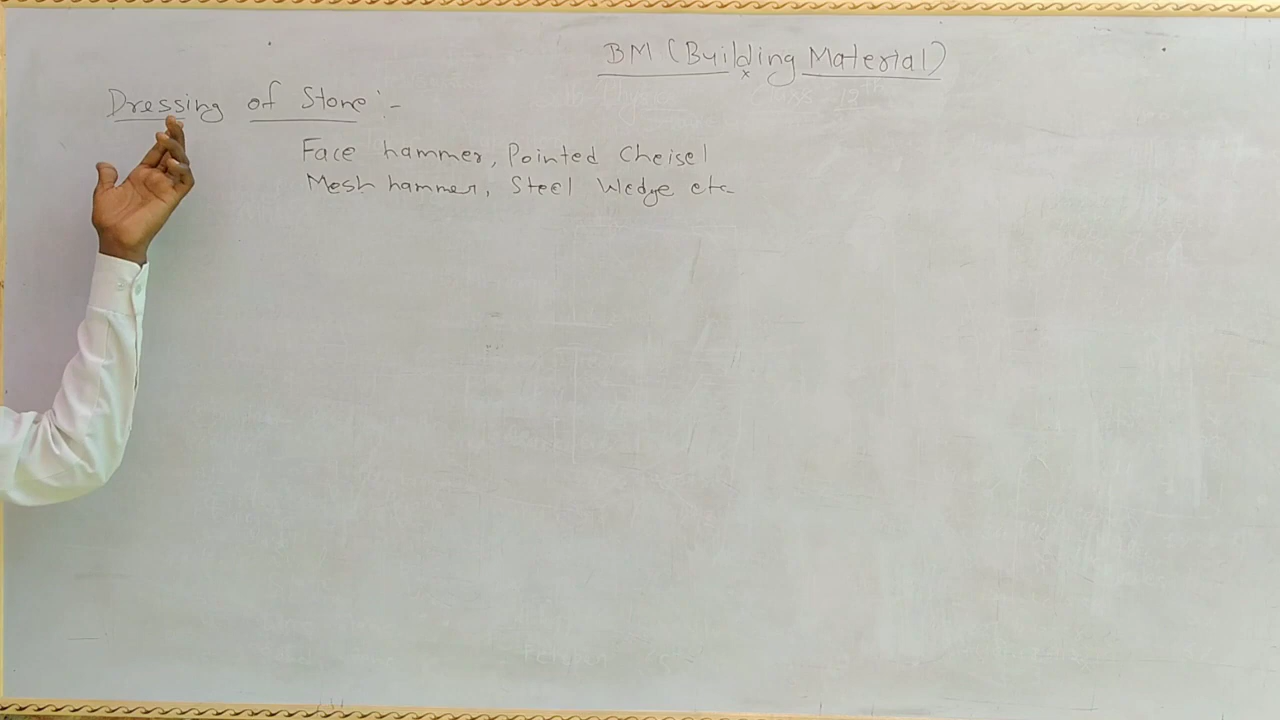 BM (Building Material)
Dressing of Stone :-
Face hammer, Pointed Cheisel
Mesh hammer, Steel Wedge etc